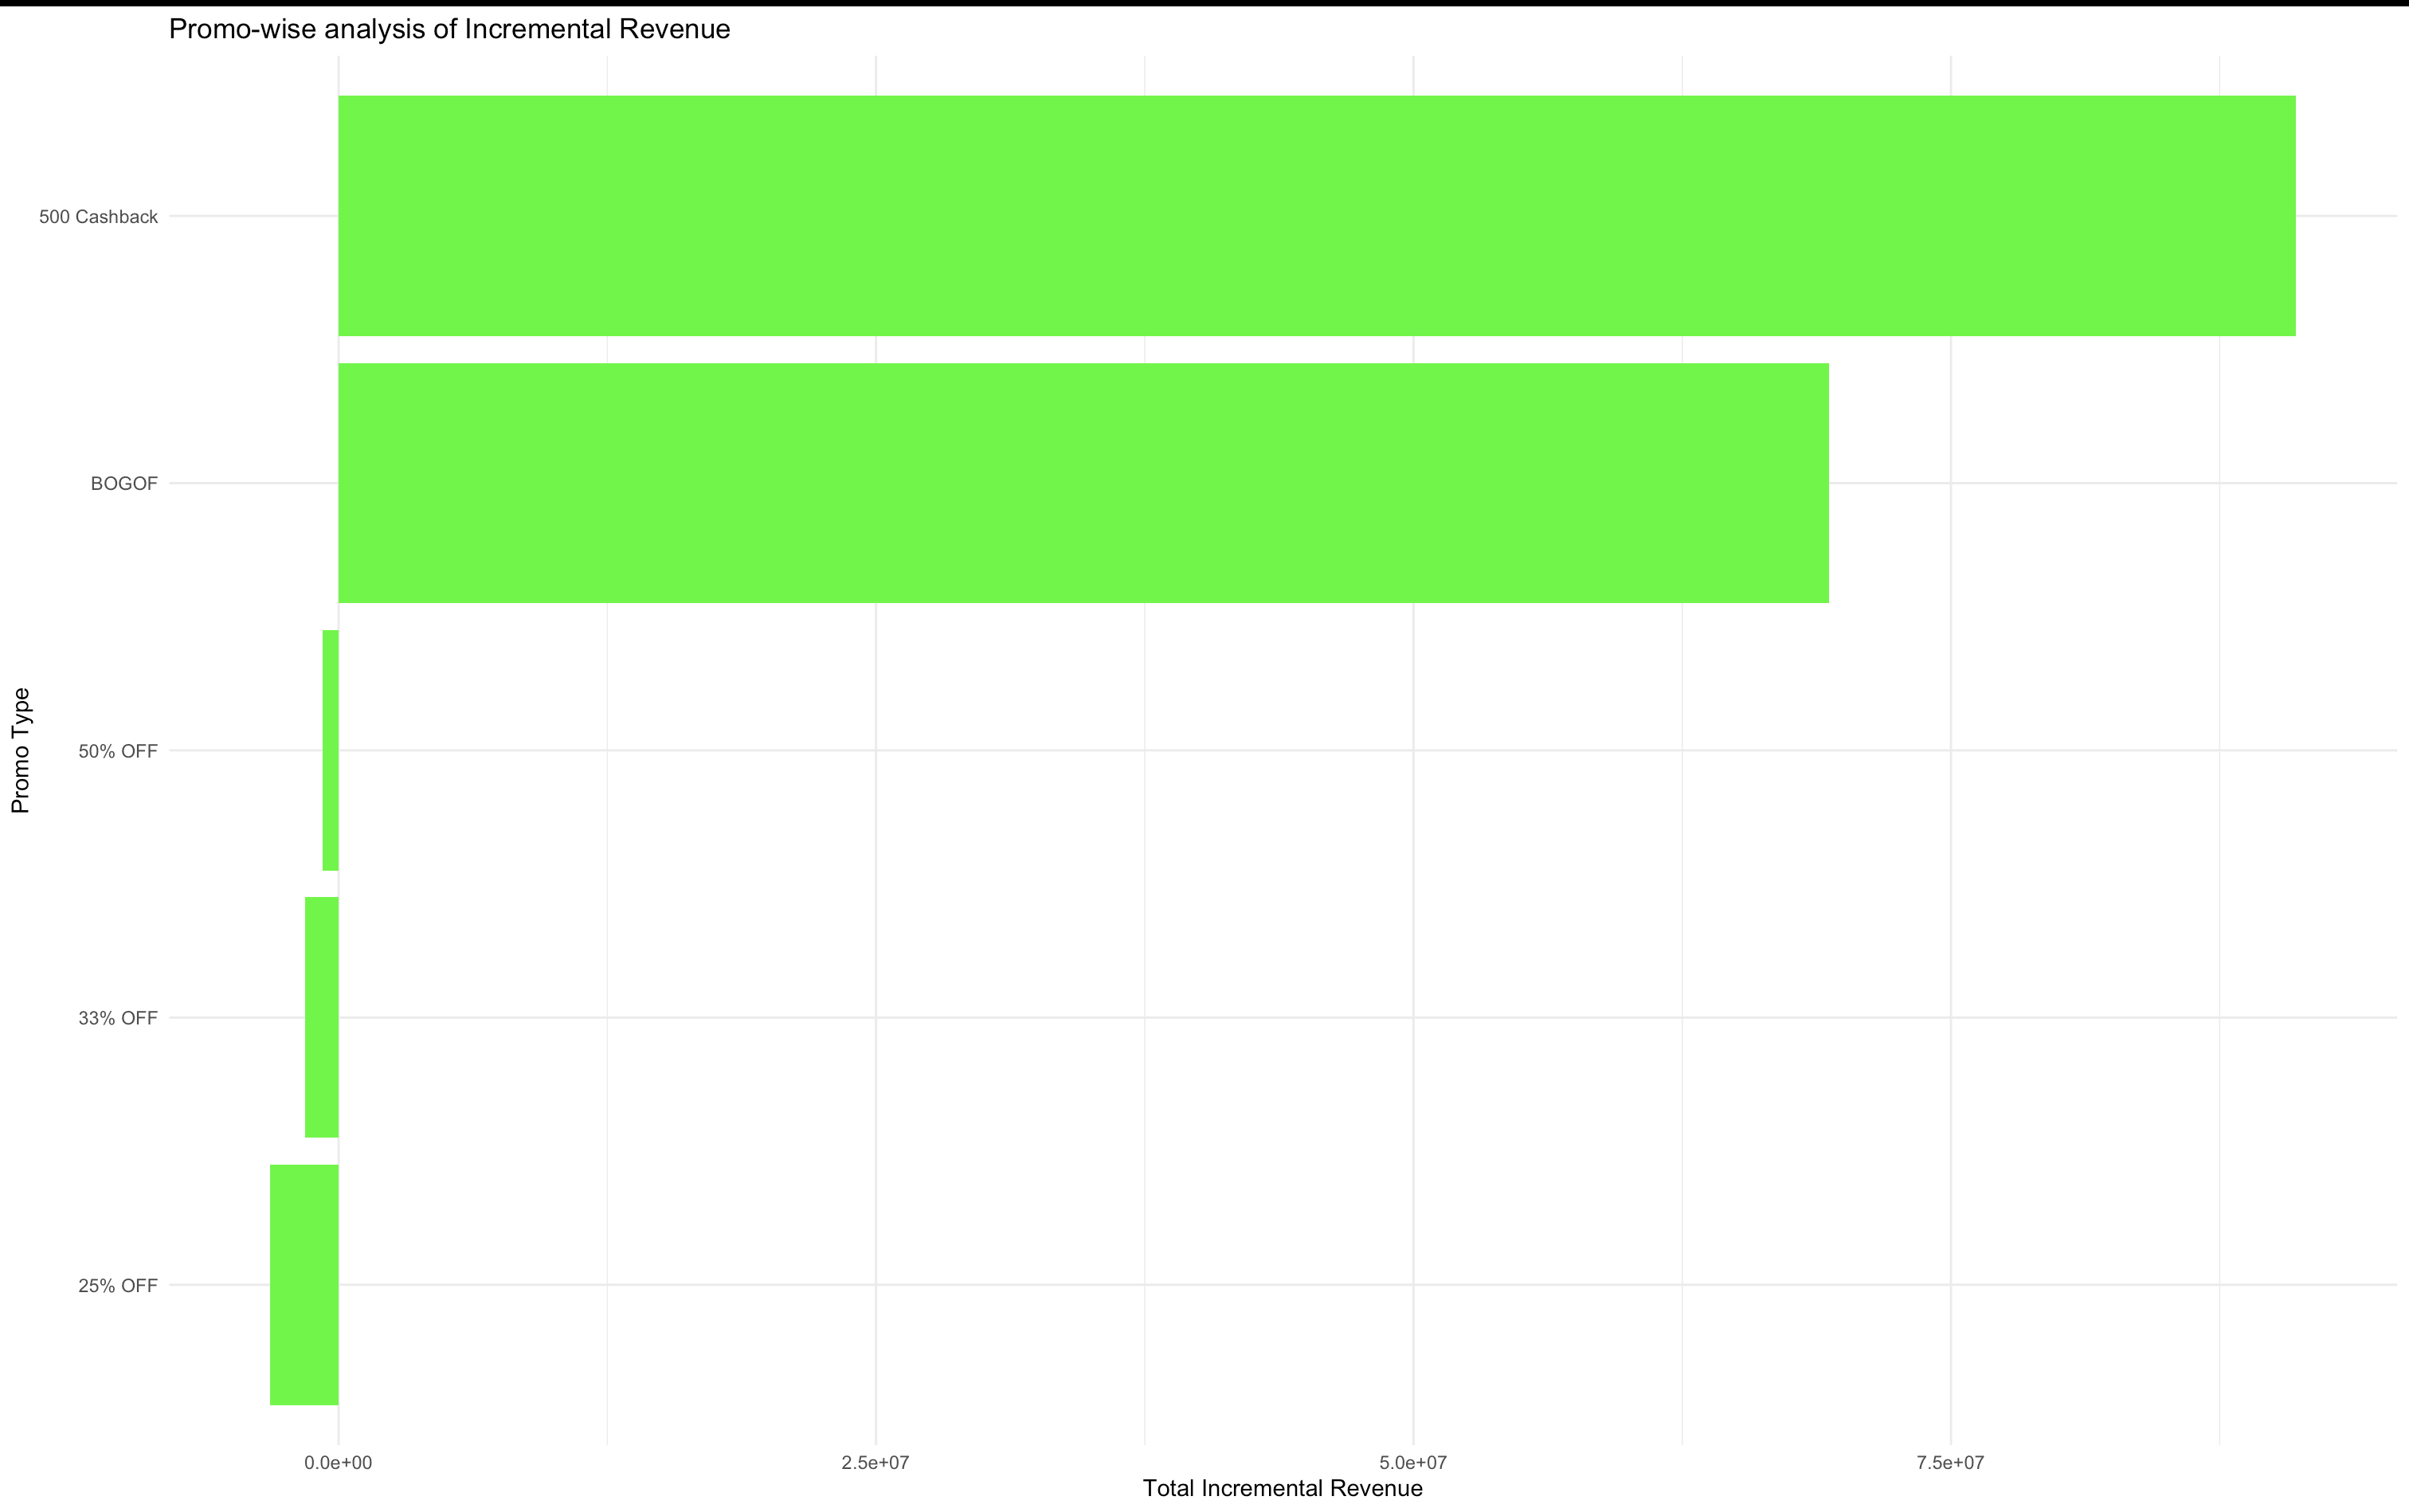 Promo-wise analysis of Incremental Revenue
500 Cashback
BOGOF
50% OFF
33% OFF
25% OFF
Promo Type
0.0e+00
2.5e+07
5.0e+07
7.5e+07
Total Incremental Revenue